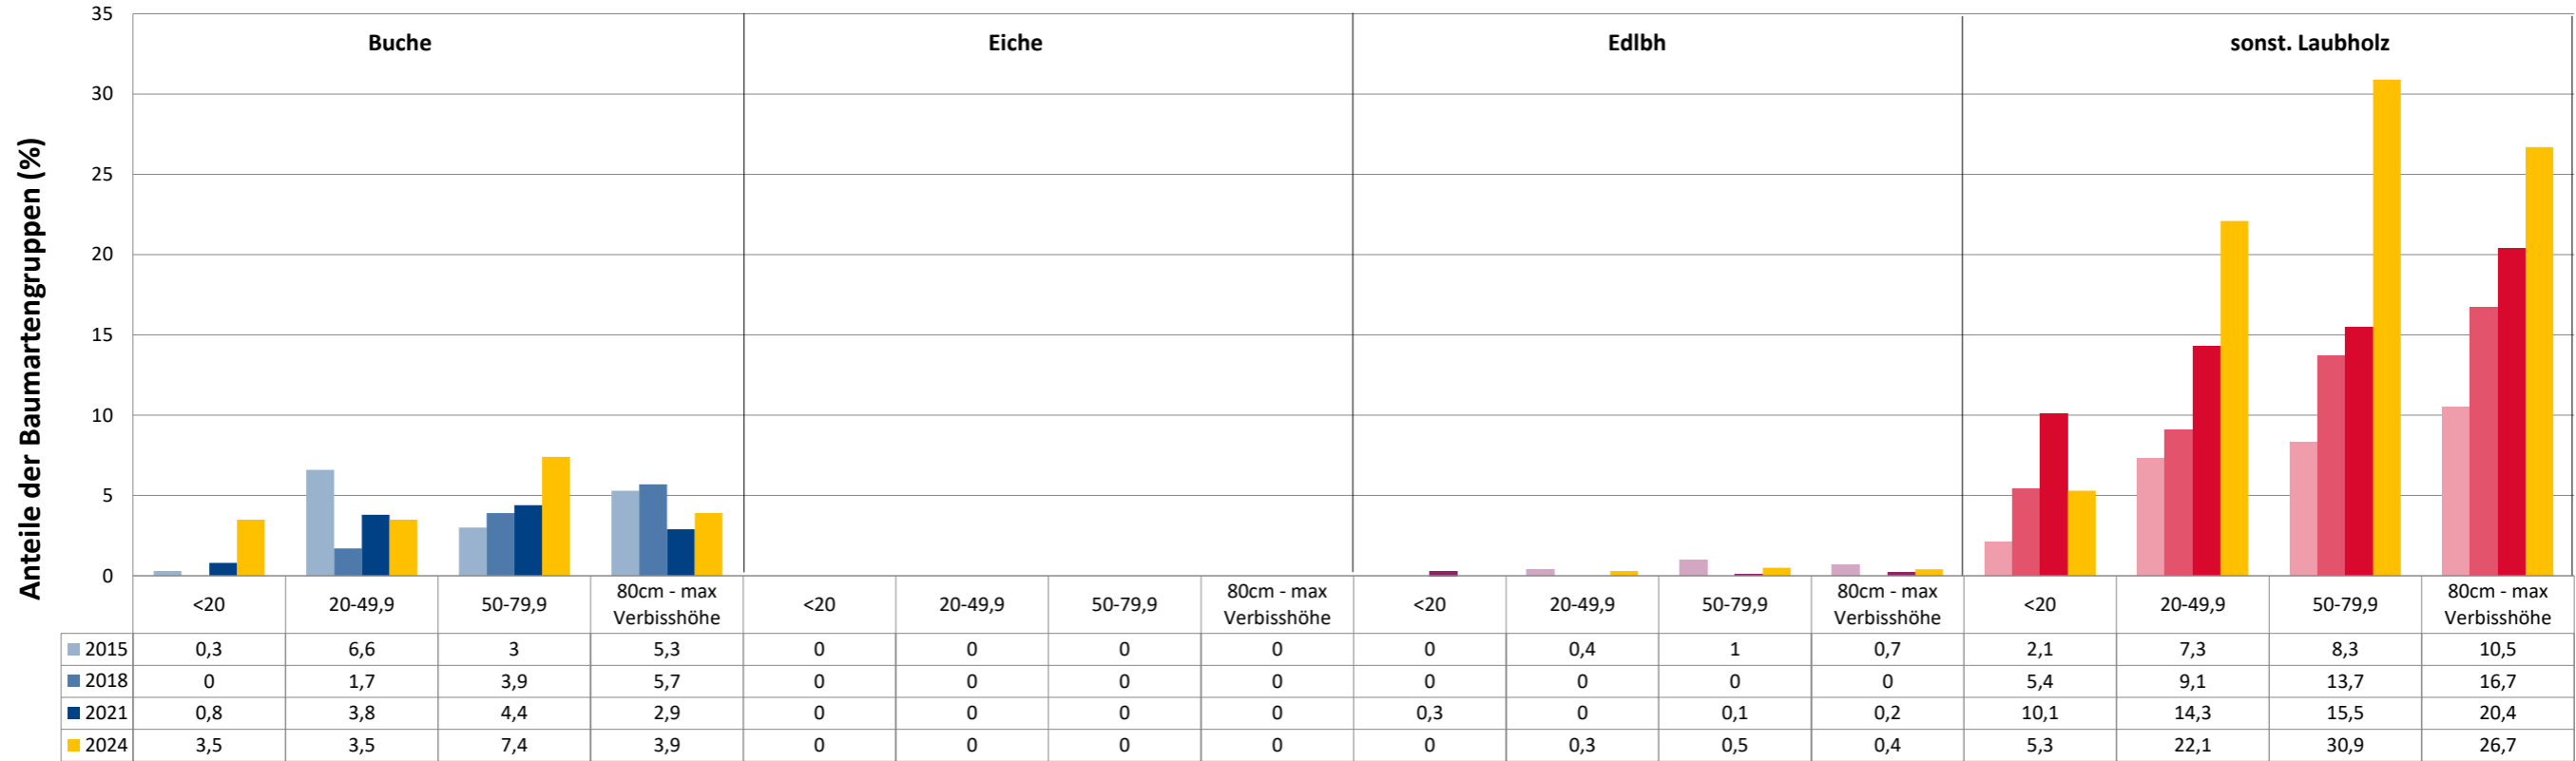 Anteile der Baumartengruppen (%)
35
30
25
20
15
10
5
0
Buche Eiche Edlbh sonst. Laubholz
<20 20-49,9 50-79,9 80cm - max Verbisshöhe <20 20-49,9 50-79,9 80cm - max Verbisshöhe <20 20-49,9 50-79,9 80cm - max Verbisshöhe <20 20-49,9 50-79,9 80cm - max Verbisshöhe
2015 0,3 6,6 3 5,3 0 0 0 0 0 0,4 1 0,7 2,1 7,3 8,3 10,5
2018 0 1,7 3,9 5,7 0 0 0 0 0 0 0 0 5,4 9,1 13,7 16,7
2021 0,8 3,8 4,4 2,9 0 0 0 0 0,3 0 0,1 0,2 10,1 14,3 15,5 20,4
2024 3,5 3,5 7,4 3,9 0 0 0 0 0 0,3 0,5 0,4 5,3 22,1 30,9 26,7